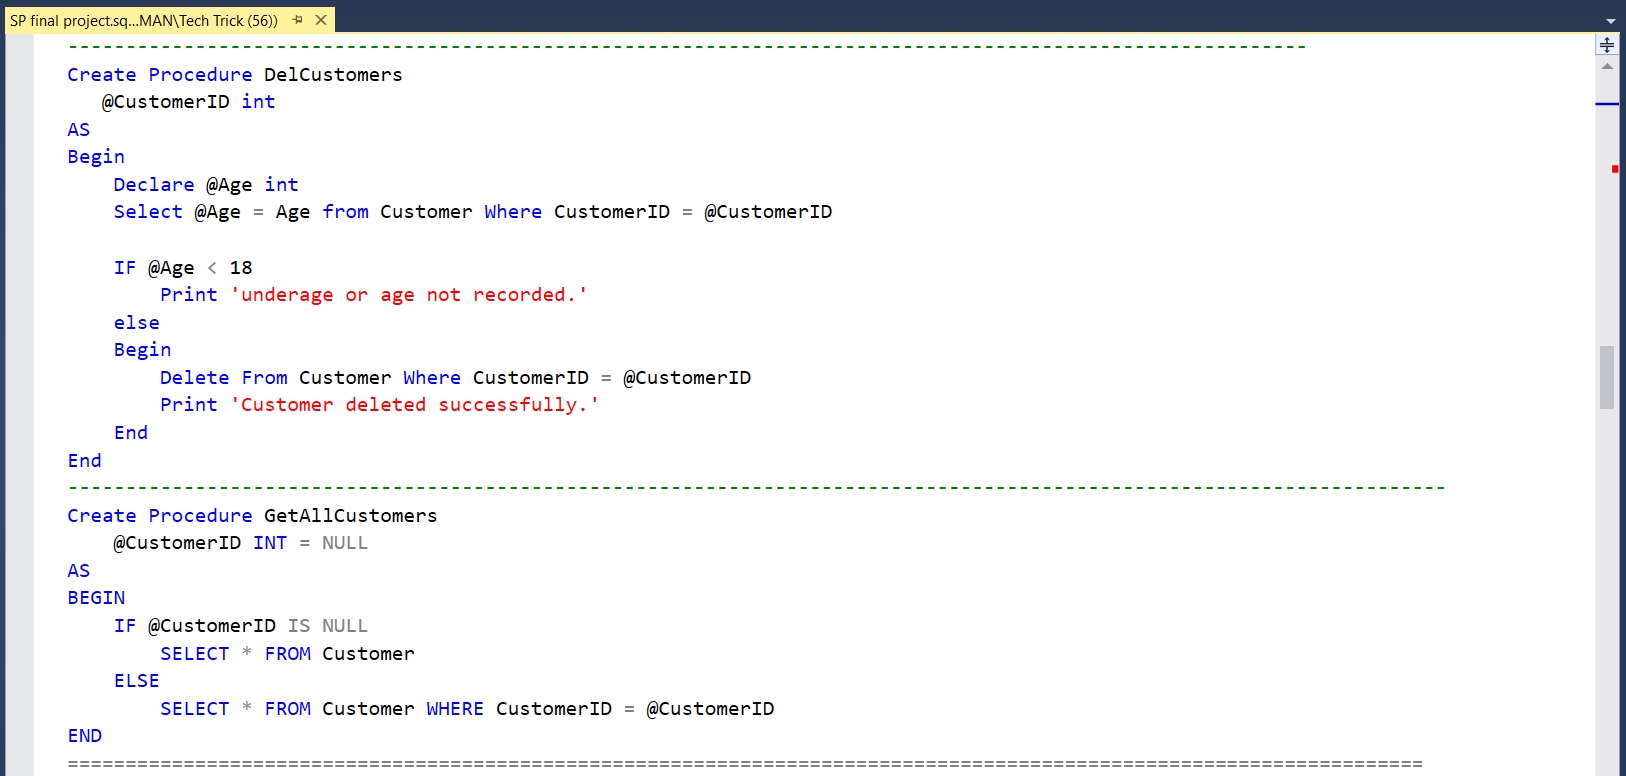 SP final project.sq...MAN\Tech Trick (56))
------------------------------------------------------------------------------------------------------------
Create Procedure DelCustomers
@CustomerID int
AS
Begin
Declare @Age int
Select @Age = Age from Customer Where CustomerID = @CustomerID
IF @Age < 18
Print 'underage or age not recorded.'
else
Begin
Delete From Customer Where CustomerID = @CustomerID
Print 'Customer deleted successfully.'
End
End
------------------------------------------------------------------------------------------------------------------------
Create Procedure GetAllCustomers
@CustomerID INT = NULL
AS
BEGIN
IF @CustomerID IS NULL
SELECT * FROM Customer
ELSE
SELECT * FROM Customer WHERE CustomerID = @CustomerID
END
=====================================================================================================================